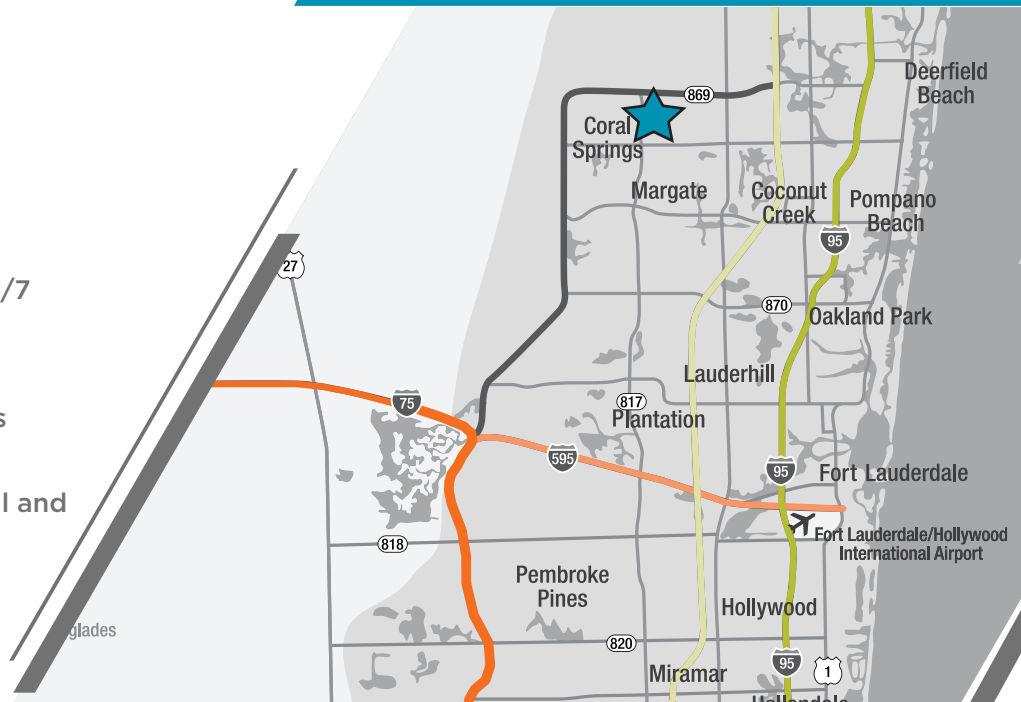 Deerfield
Beach
869
Coral
Springs
Margate
Coconut
Creek
Pompano
Beach
95
27
/7
870
Oakland Park
Lauderhill
75
817
Plantation
s
595
95
Fort Lauderdale
l and
Fort Lauderdale/Hollywood
International Airport
818
Pembroke
Pines
Hollywood
glades
820
95
1
Miramar
Hallandale